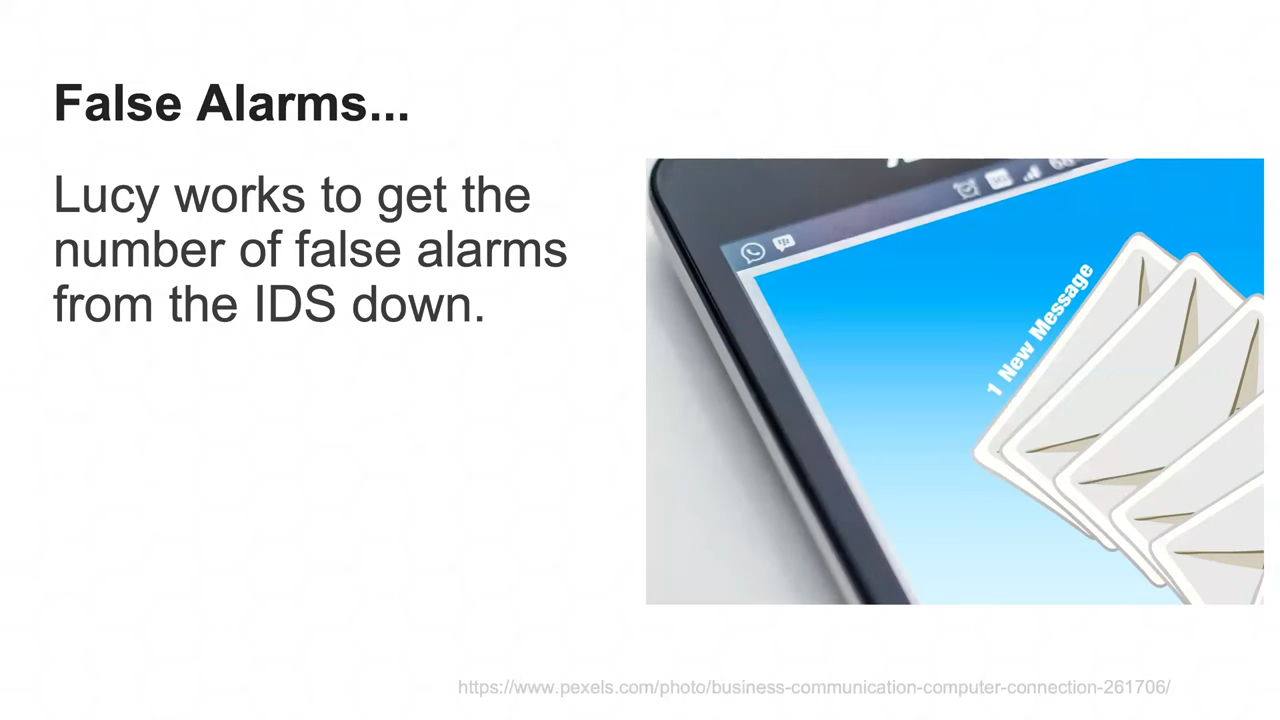 False Alarms...
Lucy works to get the
number of false alarms
from the IDS down.
1 New Message
https://www.pexels.com/photo/business-communication-computer-connection-261706/